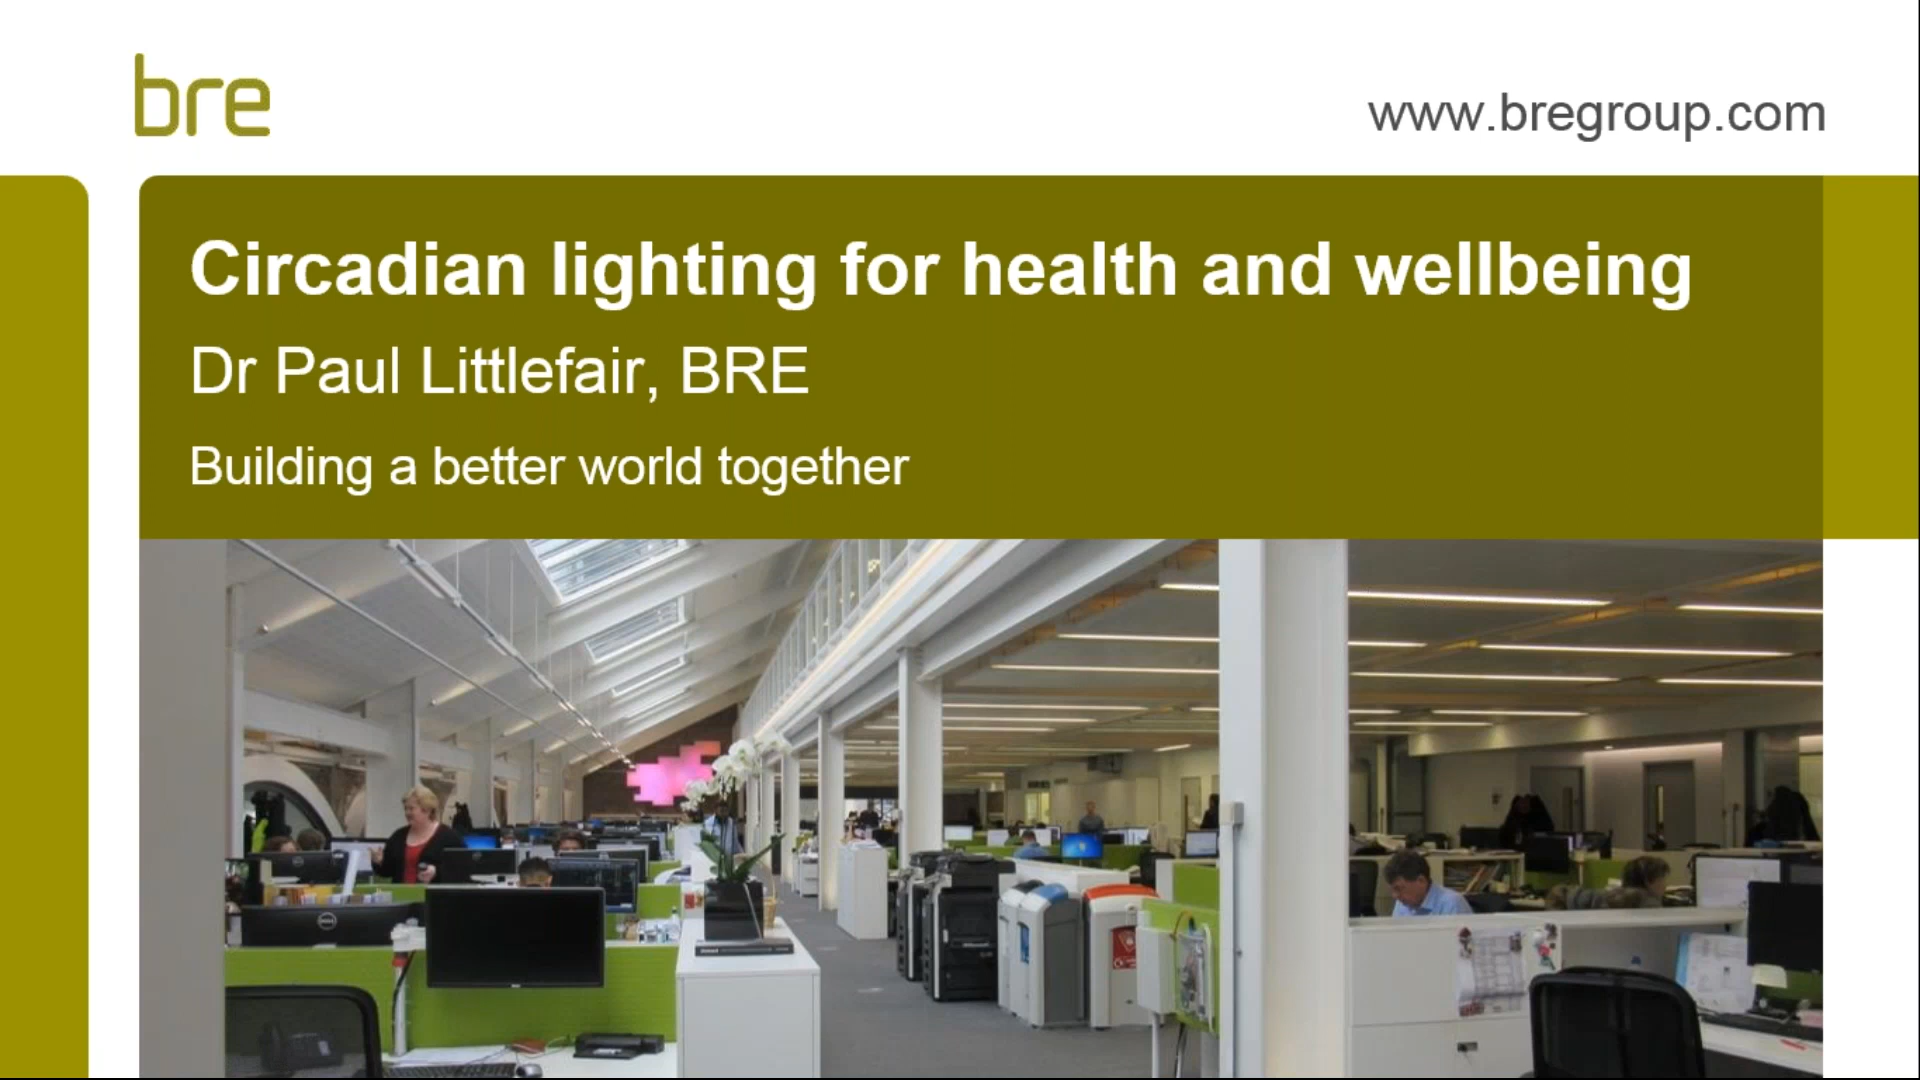 bre
www.bregroup.com
Circadian lighting for health and wellbeing
Dr Paul Littlefair, BRE
Building a better world together